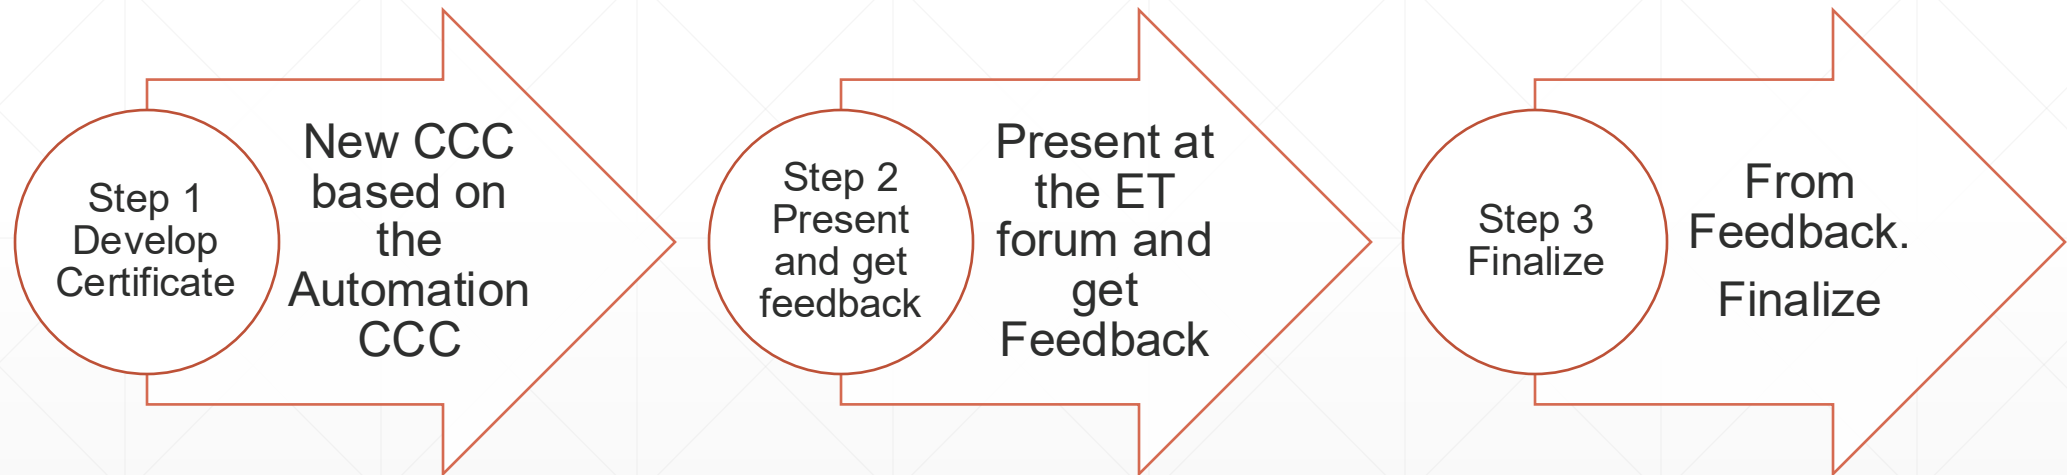 Step 1
Develop
Certificate
New CCC
based on
the
Automation
CCC
Step 2
Present
and get
feedback
Present at
the ET
forum and
get
Feedback
Step 3
Finalize
From
Feedback.
Finalize